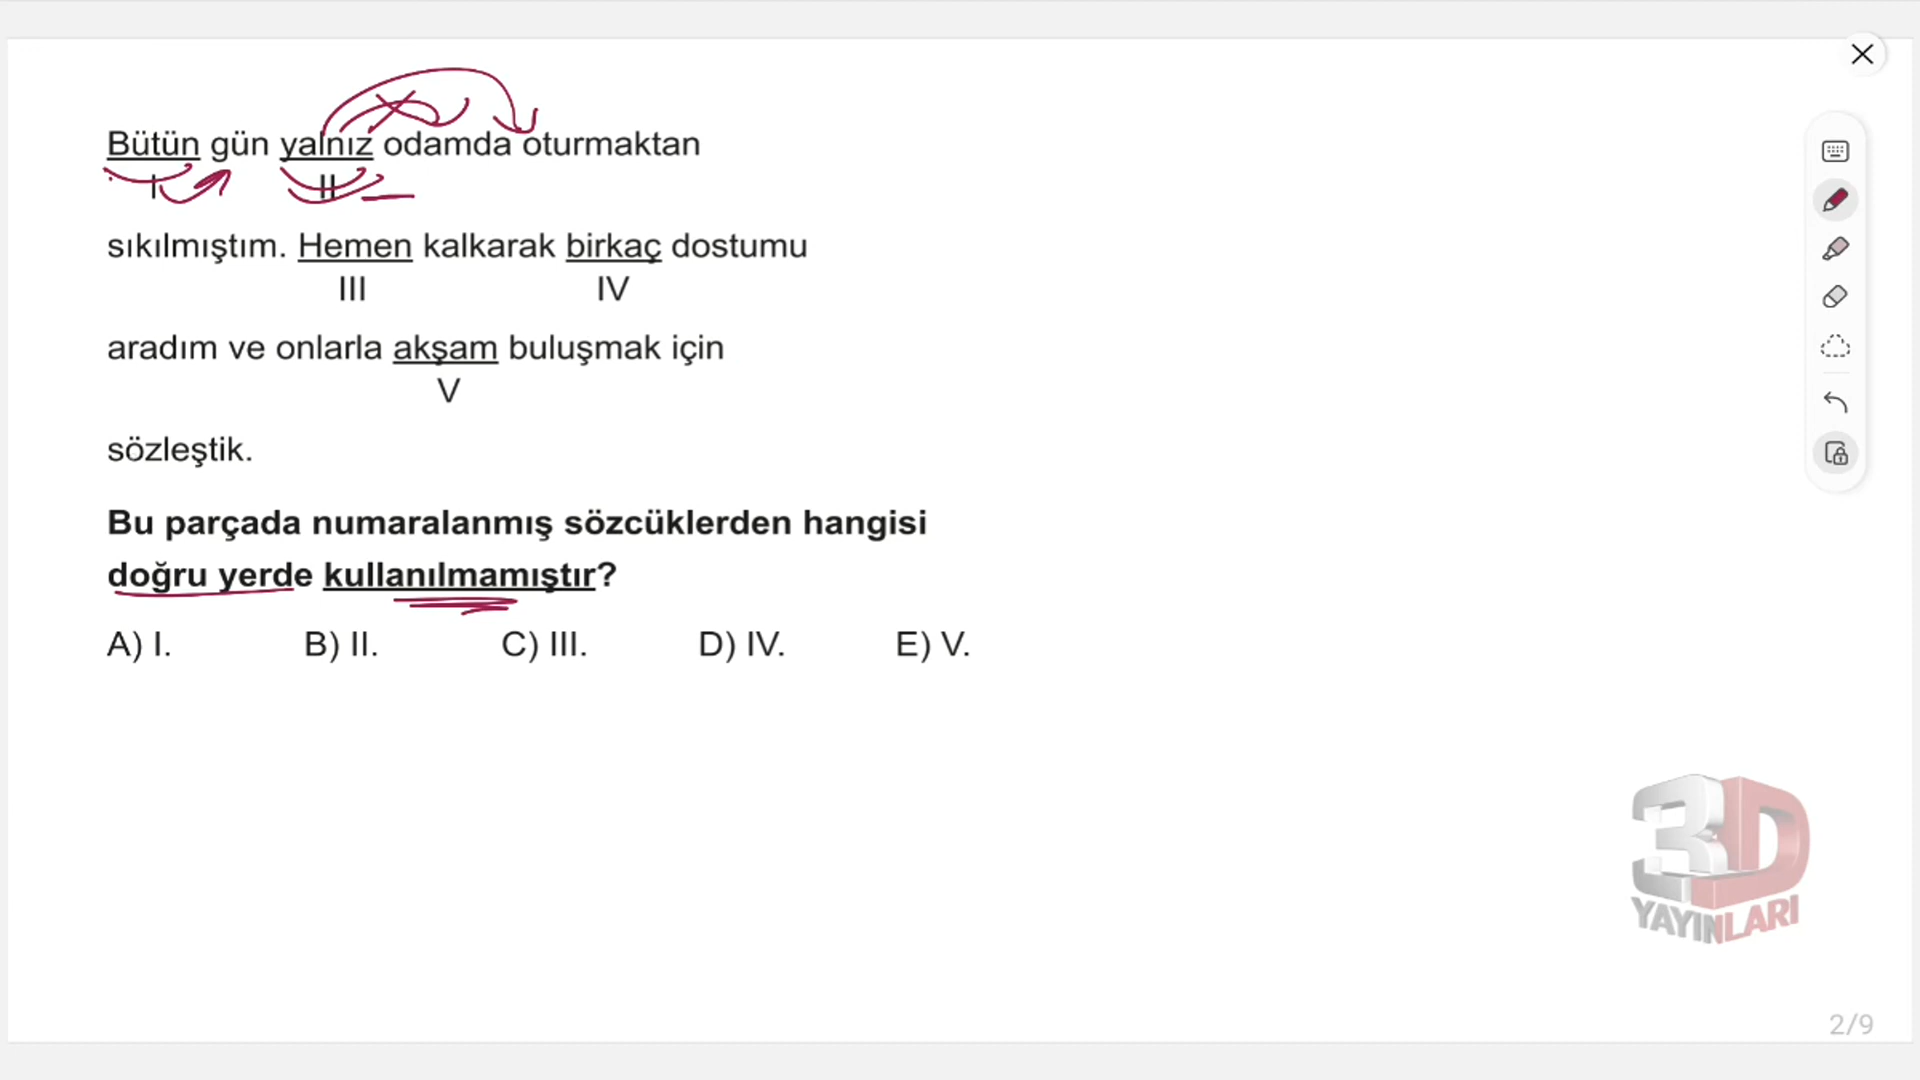 Bütün gün yalnız odamda oturmaktan
I II
sıkılmıştım. Hemen kalkarak birkaç dostumu
III IV
aradım ve onlarla akşam buluşmak için
V
sözleştik.
Bu parçada numaralanmış sözcüklerden hangisi
doğru yerde kullanılmamıştır?
A) I. B) II. C) III. D) IV. E) V.
3D
YAYINLARI
2/9